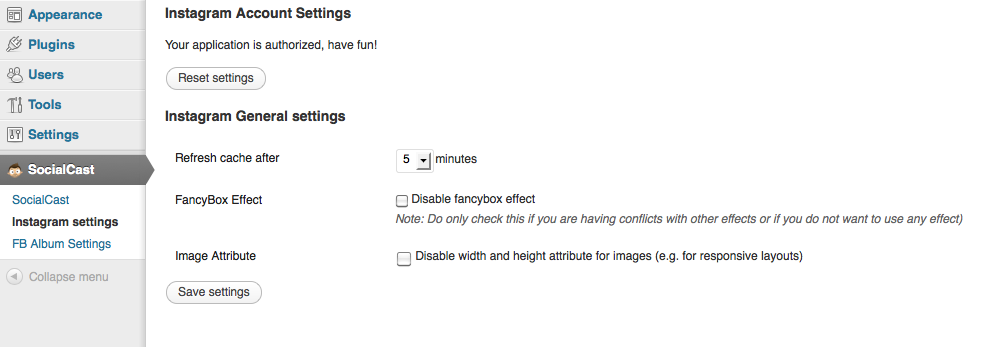 Appearance
Plugins
Users
Tools
Settings
SocialCast
SocialCast
Instagram settings
FB Album Settings
Collapse menu
Instagram Account Settings
Your application is authorized, have fun!
Reset settings
Instagram General settings
Refresh cache after 5 minutes
FancyBox Effect Disable fancybox effect
Note: Do only check this if you are having conflicts with other effects or if you do not want to use any effect)
Image Attribute Disable width and height attribute for images (e.g. for responsive layouts)
Save settings